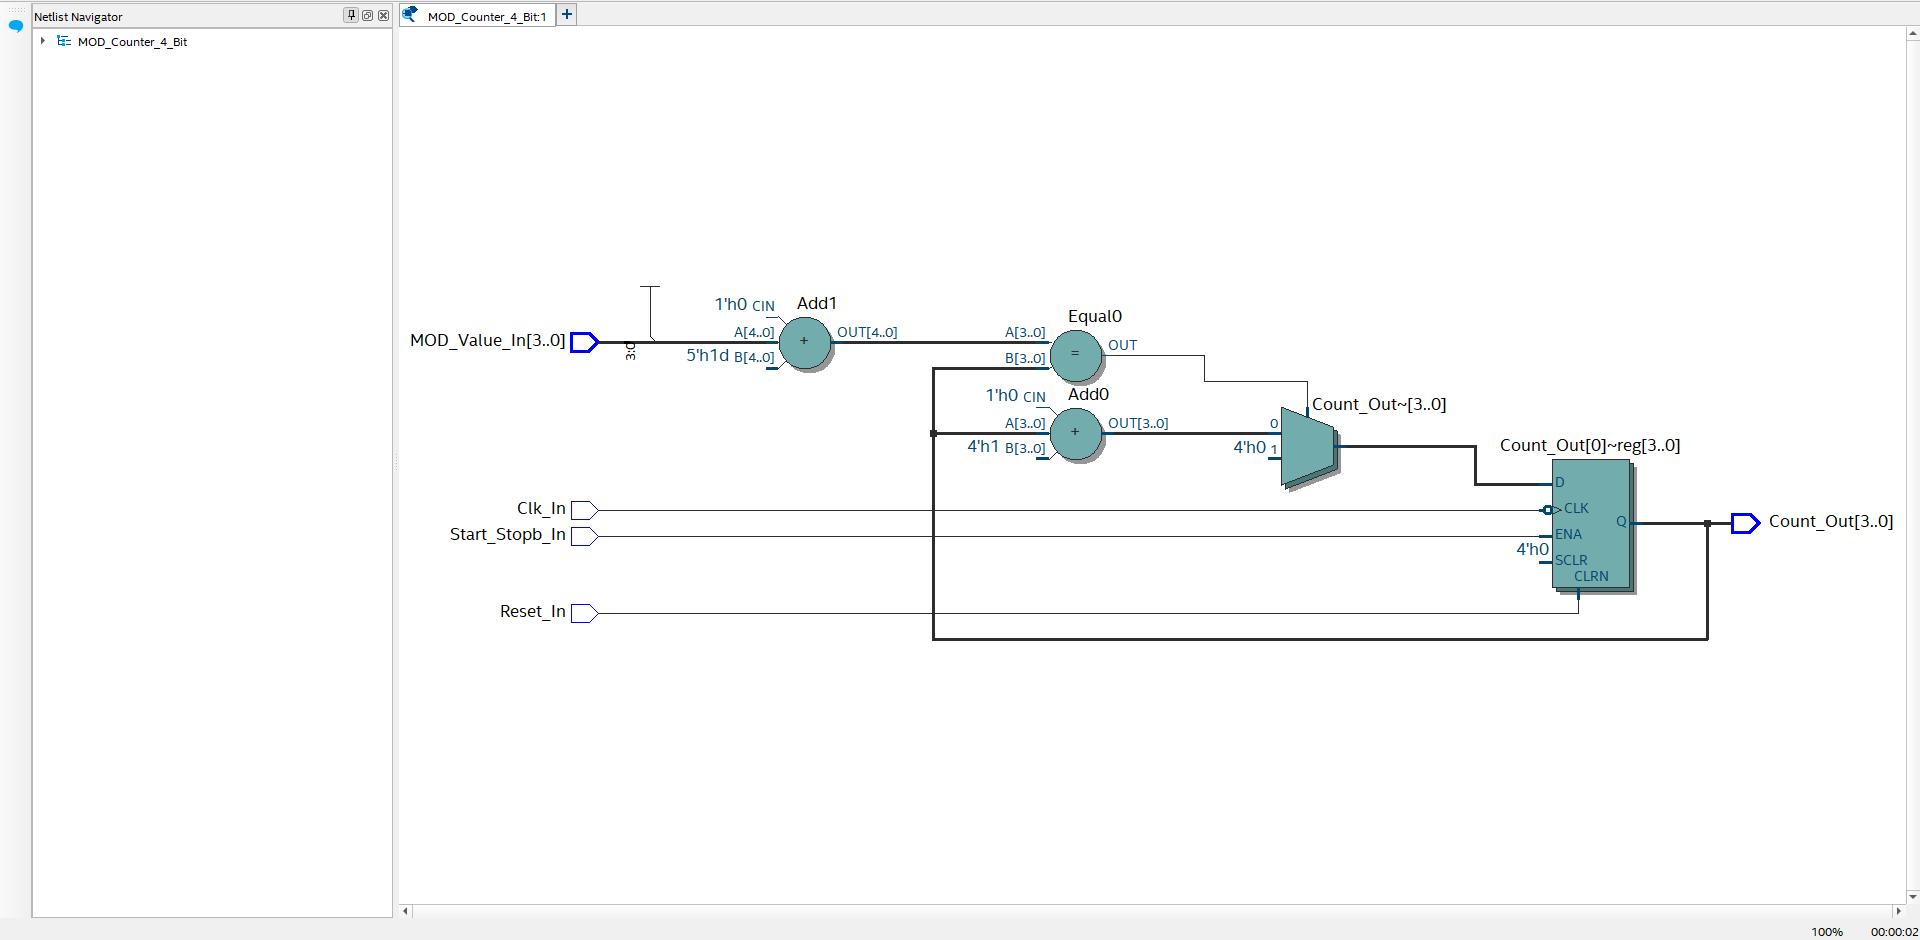 Netlist Navigator
MOD_Counter_4_Bit:1
MOD_Counter_4_Bit
1'h0 CIN
Add1
MOD_Value_In[3..0]
3:0
A[4..0]
+
OUT[4..0]
5'h1d B[4..0]
Equal0
A[3..0]
=
OUT
B[3..0]
1'h0 CIN
Add0
A[3..0]
+
OUT[3..0]
4'h1 B[3..0]
Count_Out~[3..0]
0
4'h0 1
Count_Out[0]~reg[3..0]
D
Clk_In
CLK
Q
Count_Out[3..0]
Start_Stopb_In
ENA
4'h0
SCLR
CLRN
Reset_In
100%
00:00:02